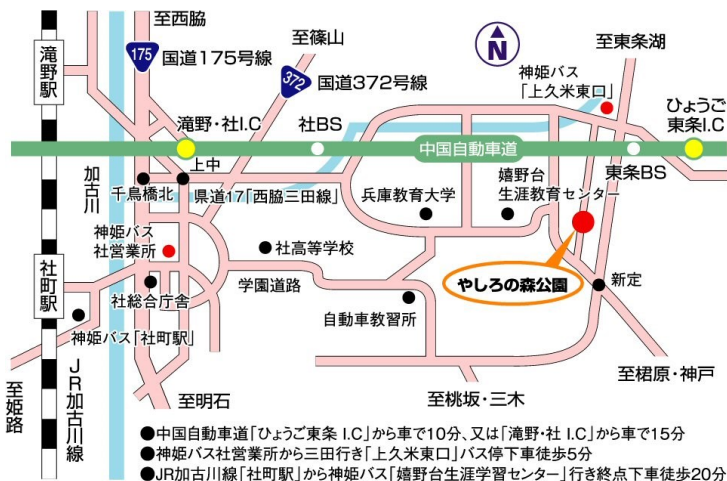 至西脇
175
国道175号線
至篠山
372
国道372号線
N
至東条湖
神姫バス
「上久米東口」
ひょうご
東条I.C
滝野駅
滝野・社I.C
社BS
中国自動車道
東条BS
上中
加古川
千鳥橋北
県道17「西脇三田線」
兵庫教育大学
嬉野台
生涯教育センター
神姫バス
社営業所
社高等学校
社町駅
学園道路
やしろの森公園
新定
社総合庁舎
自動車教習所
神姫バス「社町駅」
至姫路
JR加古川線
至明石
至桃坂・三木
至椙原・神戸
●中国自動車道「ひょうご東条 I.C」から車で10分、又は「滝野・社 I.C」から車で15分
●神姫バス社営業所から三田行き「上久米東口」バス停下車徒歩5分
●JR加古川線「社町駅」から神姫バス「嬉野台生涯学習センター」行き終点下車徒歩20分